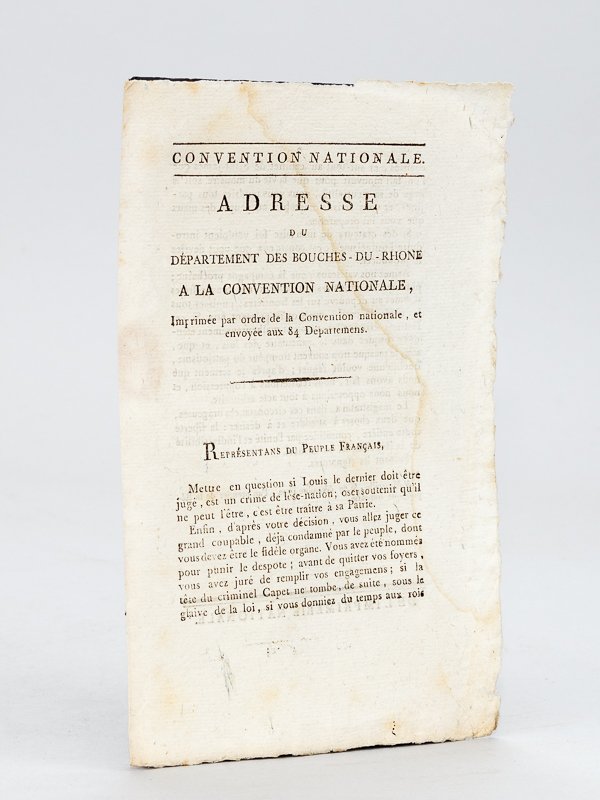 CONVENTION NATIONALE.
ADRESSE
DU
DÉPARTEMENT DES BOUCHES-DU-RHONE
A LA CONVENTION NATIONALE,
Imprimée par ordre de la Convention nationale, et
envoyée aux 84 Départemens.
REPRÉSENTANS DU PEUPLE FRANÇAIS,
Mettre en question si Louis le dernier doit être
jugé, est un crime de lèse-nation; oser soutenir qu'il
ne peut l'être, c'est être traître à sa Patrie.
Enfin, d'après votre décision, vous allez juger ce
grand coupable, déja condamné par le peuple, dont
vous devez être le fidèle organe. Vous avez été nommés
pour punir le despote; avant de quitter vos foyers,
vous avez juré de remplir vos engagemens; si la
tête du criminel Capet ne tombe, de suite, sous le
glaive de la loi, si vous donniez du temps aux rois